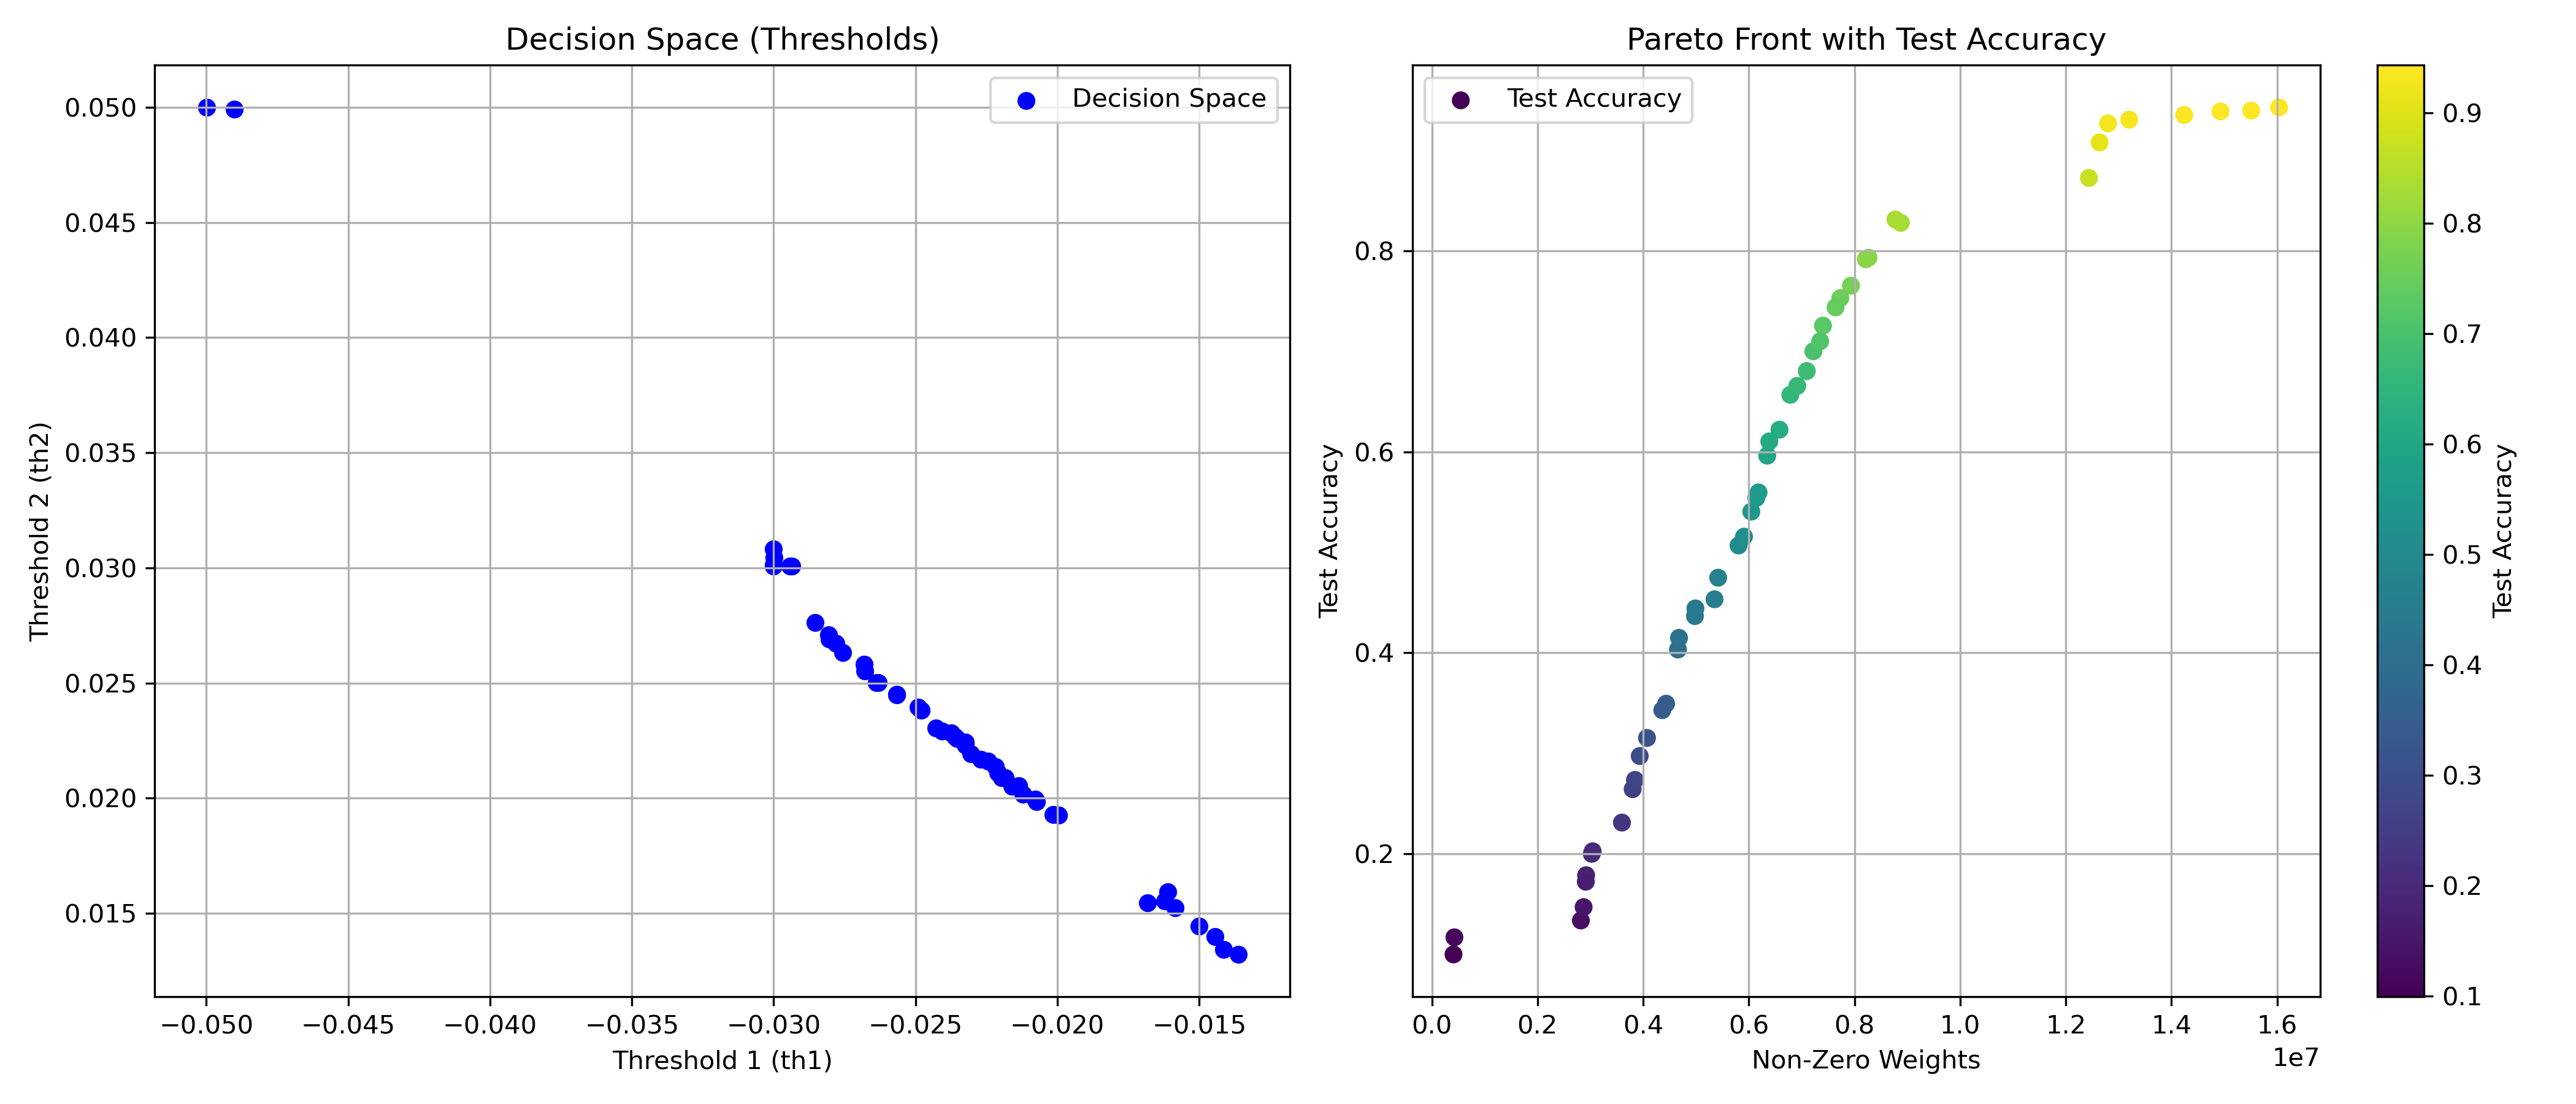 Decision Space (Thresholds)
Decision Space
0.050
0.045
0.040
0.035
0.030
0.025
0.020
0.015
Threshold 2 (th2)
−0.050 −0.045 −0.040 −0.035 −0.030 −0.025 −0.020 −0.015
Threshold 1 (th1)
Pareto Front with Test Accuracy
Test Accuracy
0.8
0.6
0.4
0.2
Test Accuracy
0.0 0.2 0.4 0.6 0.8 1.0 1.2 1.4 1.6
1e7
Non-Zero Weights
0.9
0.8
0.7
0.6
0.5
0.4
0.3
0.2
0.1
Test Accuracy